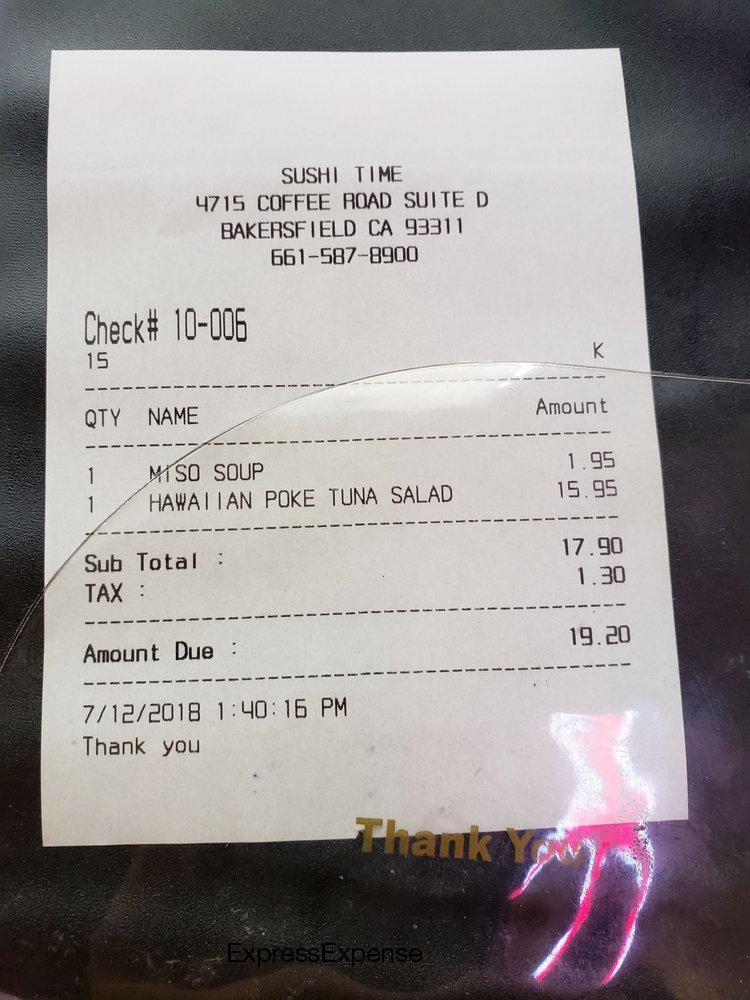 SUSHI TIME
4715 COFFEE ROAD SUITE D
BAKERSFIELD CA 93311
661-587-8900
Check# 10-006
15 K
QTY NAME Amount
1 MISO SOUP 1.95
1 HAWAIIAN POKE TUNA SALAD 15.95
Sub Total : 17.90
TAX : 1.30
Amount Due : 19.20
7/12/2018 1:40:16 PM
Thank you
Thank You
ExpressExpense